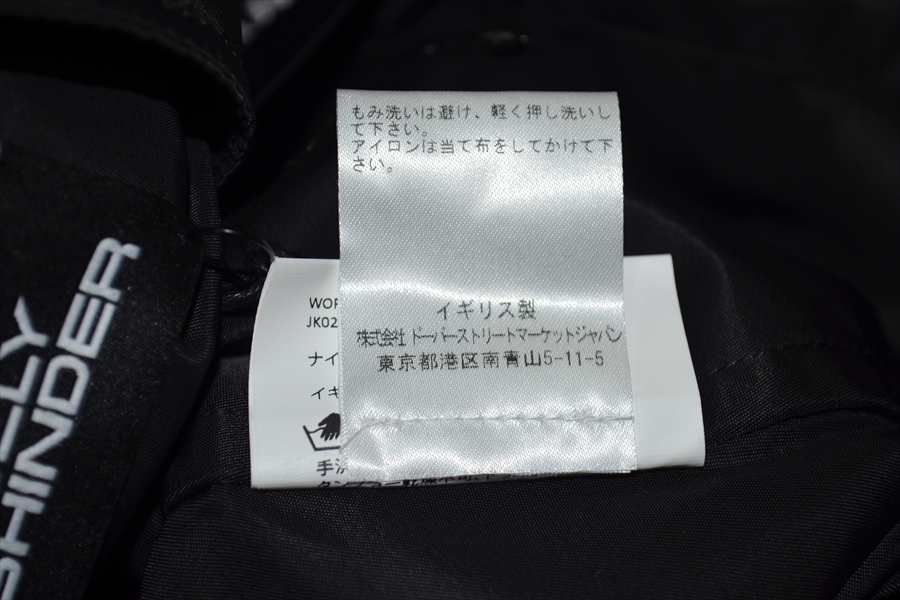 もみ洗いは避け、軽く押し洗いし
て下さい。
アイロンは当て布をしてかけて下
さい。
イギリス製
株式会社 ドーバーストリートマーケットジャパン
東京都港区南青山5-11-5
WOR
JK02
ナイ
イギ
手洗
LLY
SHINDER